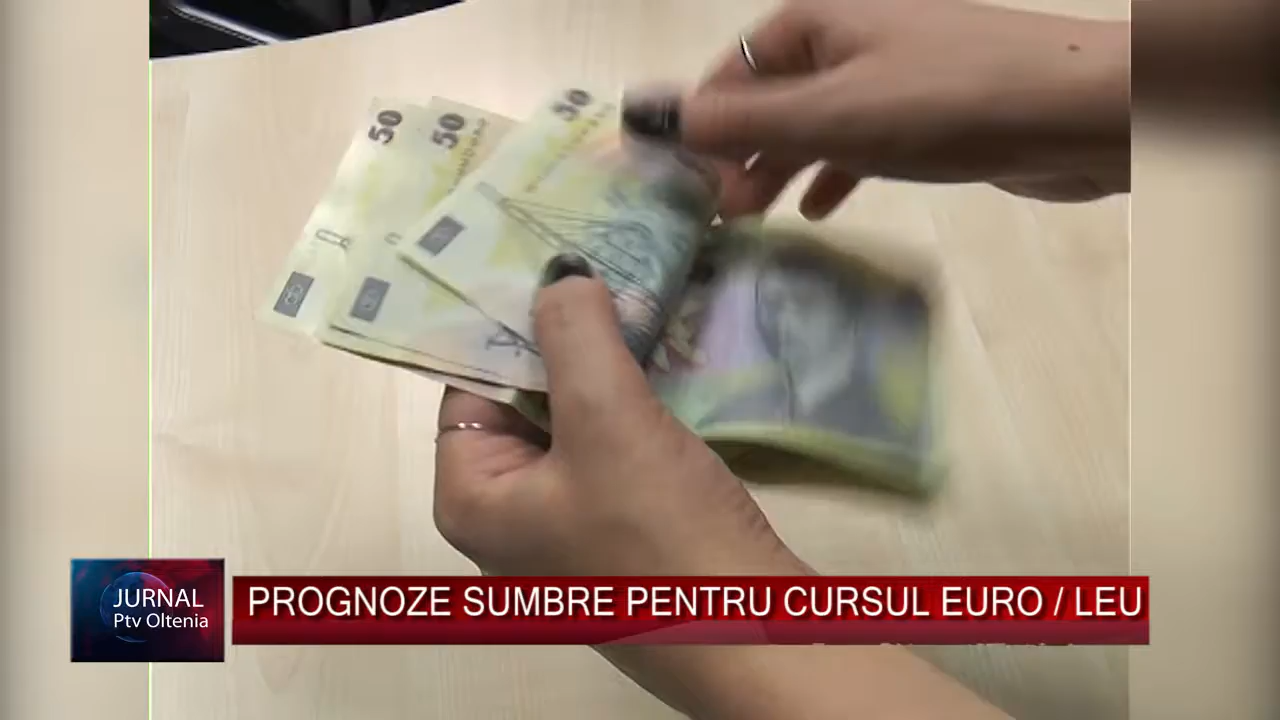 50
50
50
JURNAL
Ptv Oltenia
PROGNOZE SUMBRE PENTRU CURSUL EURO / LEU